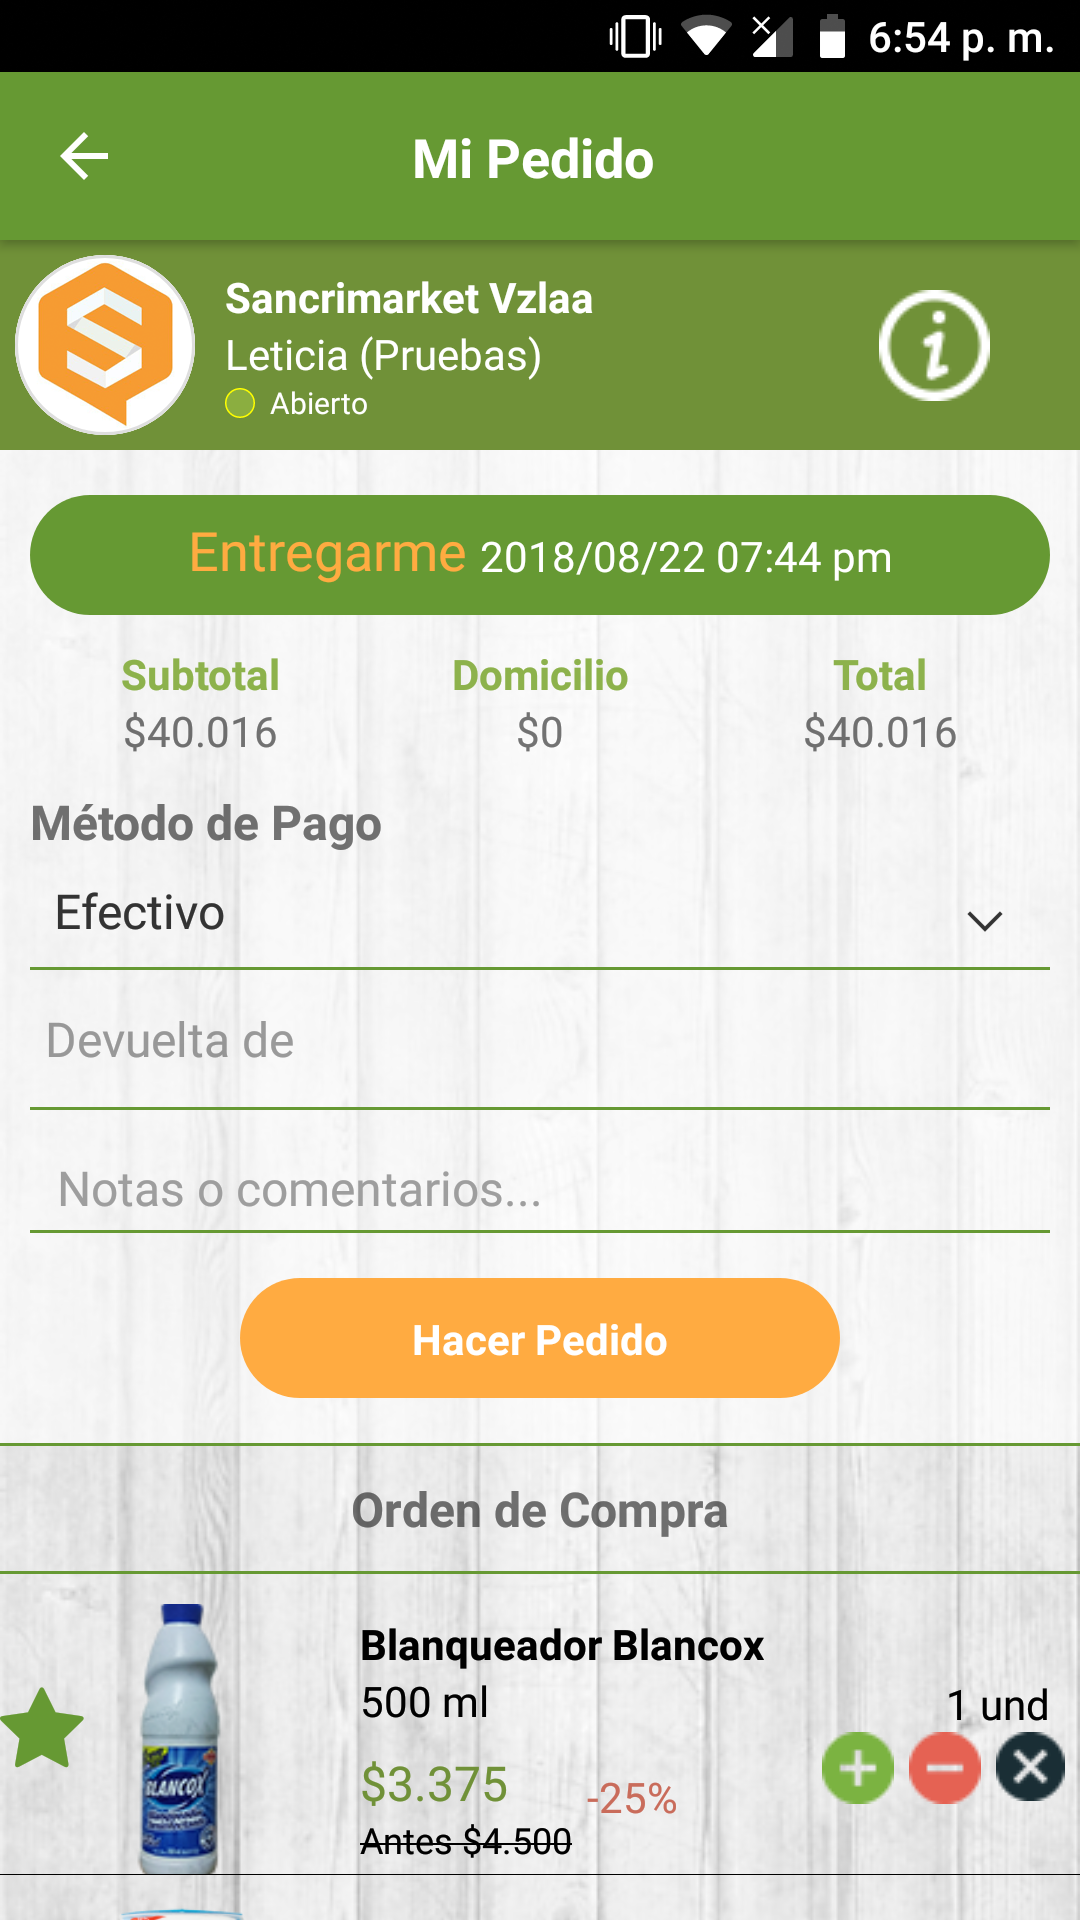 6:54 p. m.
Mi Pedido
Sancrimarket Vzlaa
Leticia (Pruebas)
Abierto
Entregarme 2018/08/22 07:44 pm
Subtotal Domicilio Total
$40.016 $0 $40.016
Método de Pago
Efectivo
Devuelta de
Notas o comentarios...
Hacer Pedido
Orden de Compra
Blanqueador Blancox
500 ml
1 und
$3.375 -25%
Antes $4.500
BLANCOX